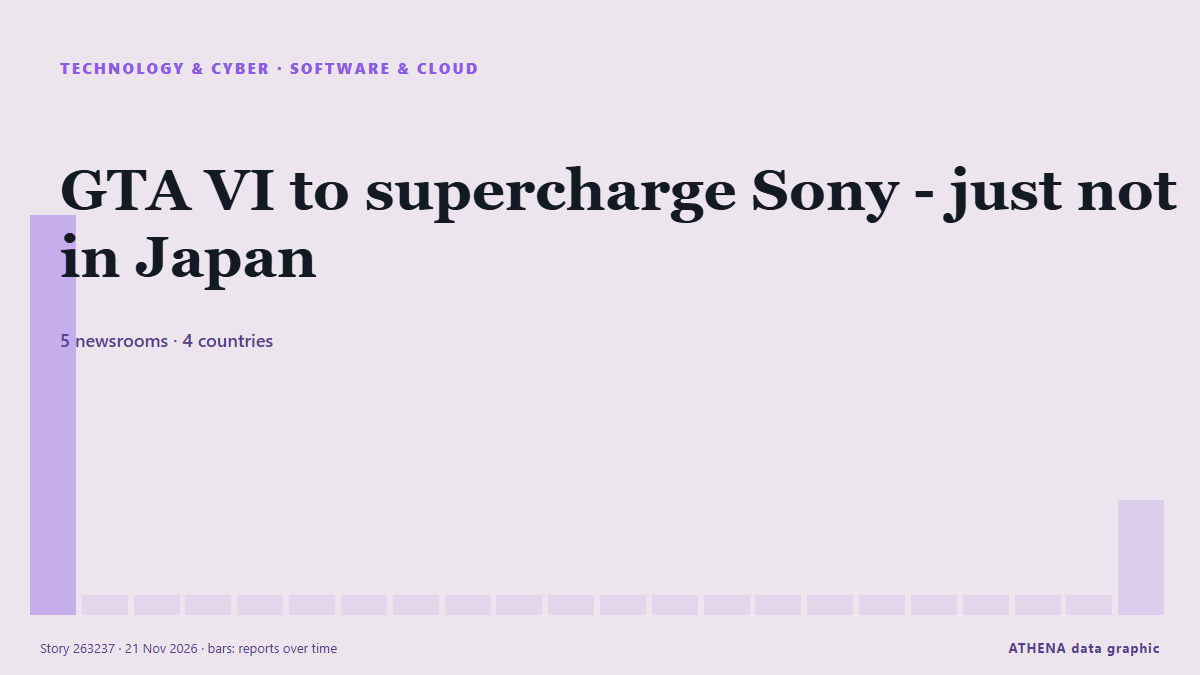 TECHNOLOGY & CYBER · SOFTWARE & CLOUD
GTA VI to supercharge Sony - just not
in Japan
5 newsrooms · 4 countries
Story 263237 · 21 Nov 2026 · bars: reports over time
ATHENA data graphic